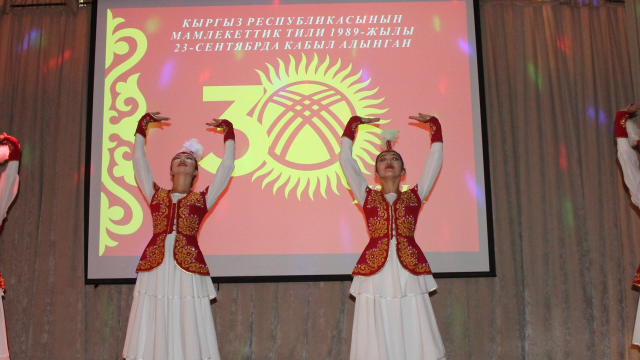 КЫРГЫЗ РЕСПУБЛИКАСЫНЫН
МАМЛЕКЕТТИК ТИЛИ 1989-ЖЫЛЫ
23-СЕНТЯБРДА КАБЫЛ АЛЫНГАН
30